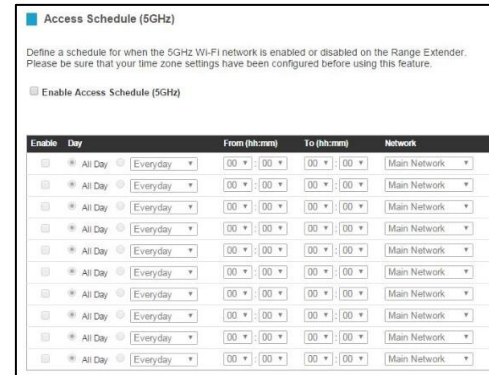 Access Schedule (5GHz)
Define a schedule for when the 5GHz Wi-Fi network is enabled or disabled on the Range Extender.
Please be sure that your time zone settings have been configured before using this feature.
Enable Access Schedule (5GHz)
Enable Day From (hh:mm) To (hh:mm) Network
All Day Everyday 00 : 00 00 : 00 Main Network
All Day Everyday 00 : 00 00 : 00 Main Network
All Day Everyday 00 : 00 00 : 00 Main Network
All Day Everyday 00 : 00 00 : 00 Main Network
All Day Everyday 00 : 00 00 : 00 Main Network
All Day Everyday 00 : 00 00 : 00 Main Network
All Day Everyday 00 : 00 00 : 00 Main Network
All Day Everyday 00 : 00 00 : 00 Main Network
All Day Everyday 00 : 00 00 : 00 Main Network
All Day Everyday 00 : 00 00 : 00 Main Network